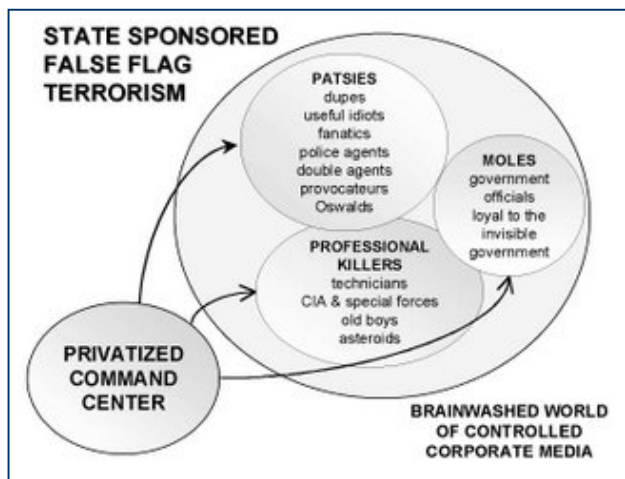 STATE SPONSORED
FALSE FLAG
TERRORISM
PATSIES
dupes
useful idiots
fanatics
police agents
double agents
provocateurs
Oswalds
MOLES
government
officials
loyal to the
invisible
government
PROFESSIONAL
KILLERS
technicians
CIA & special forces
old boys
asteroids
PRIVATIZED
COMMAND
CENTER
BRAINWASHED WORLD
OF CONTROLLED
CORPORATE MEDIA